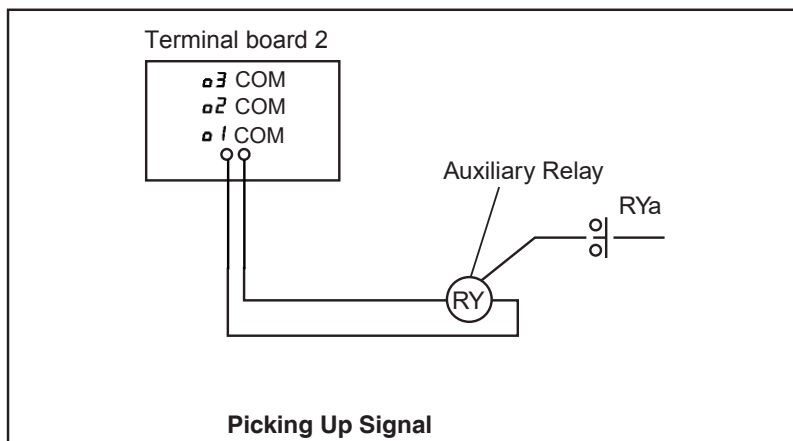 Terminal board 2
o3 COM
o2 COM
o1 COM
Auxiliary Relay
RYa
RY
Picking Up Signal